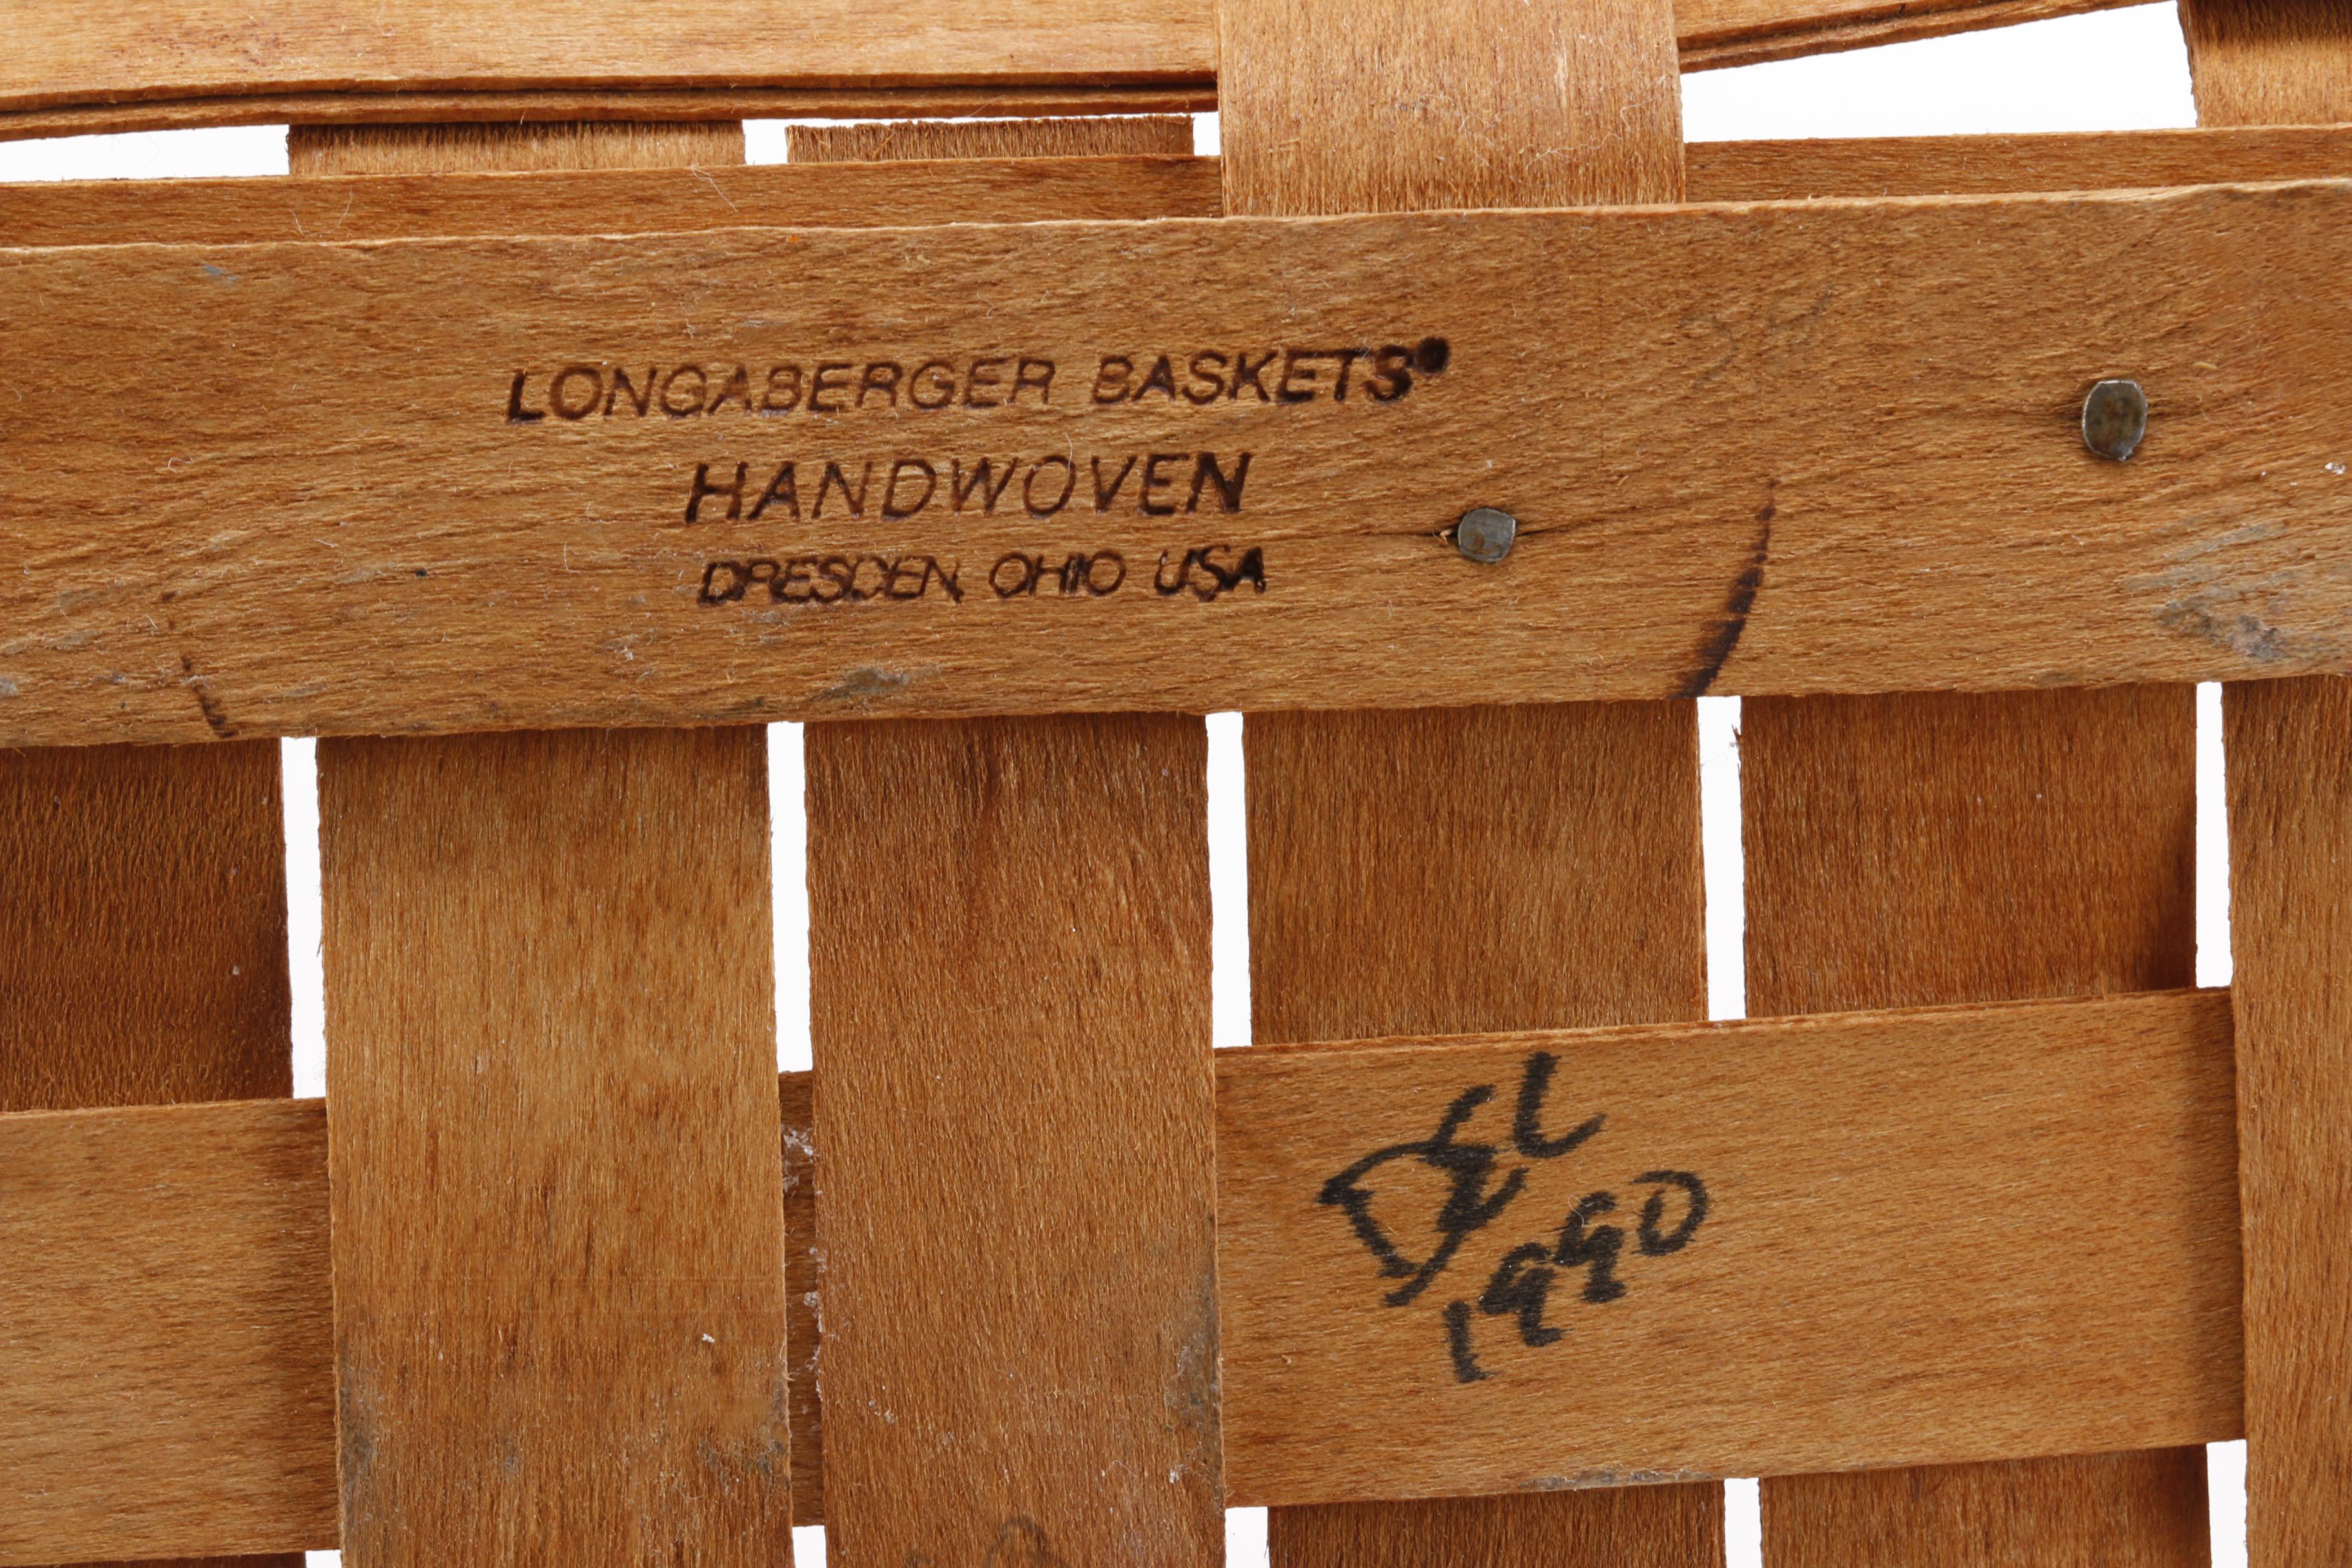 LONGABERGER BASKETS®
HANDWOVEN
DRESDEN, OHIO USA
1990